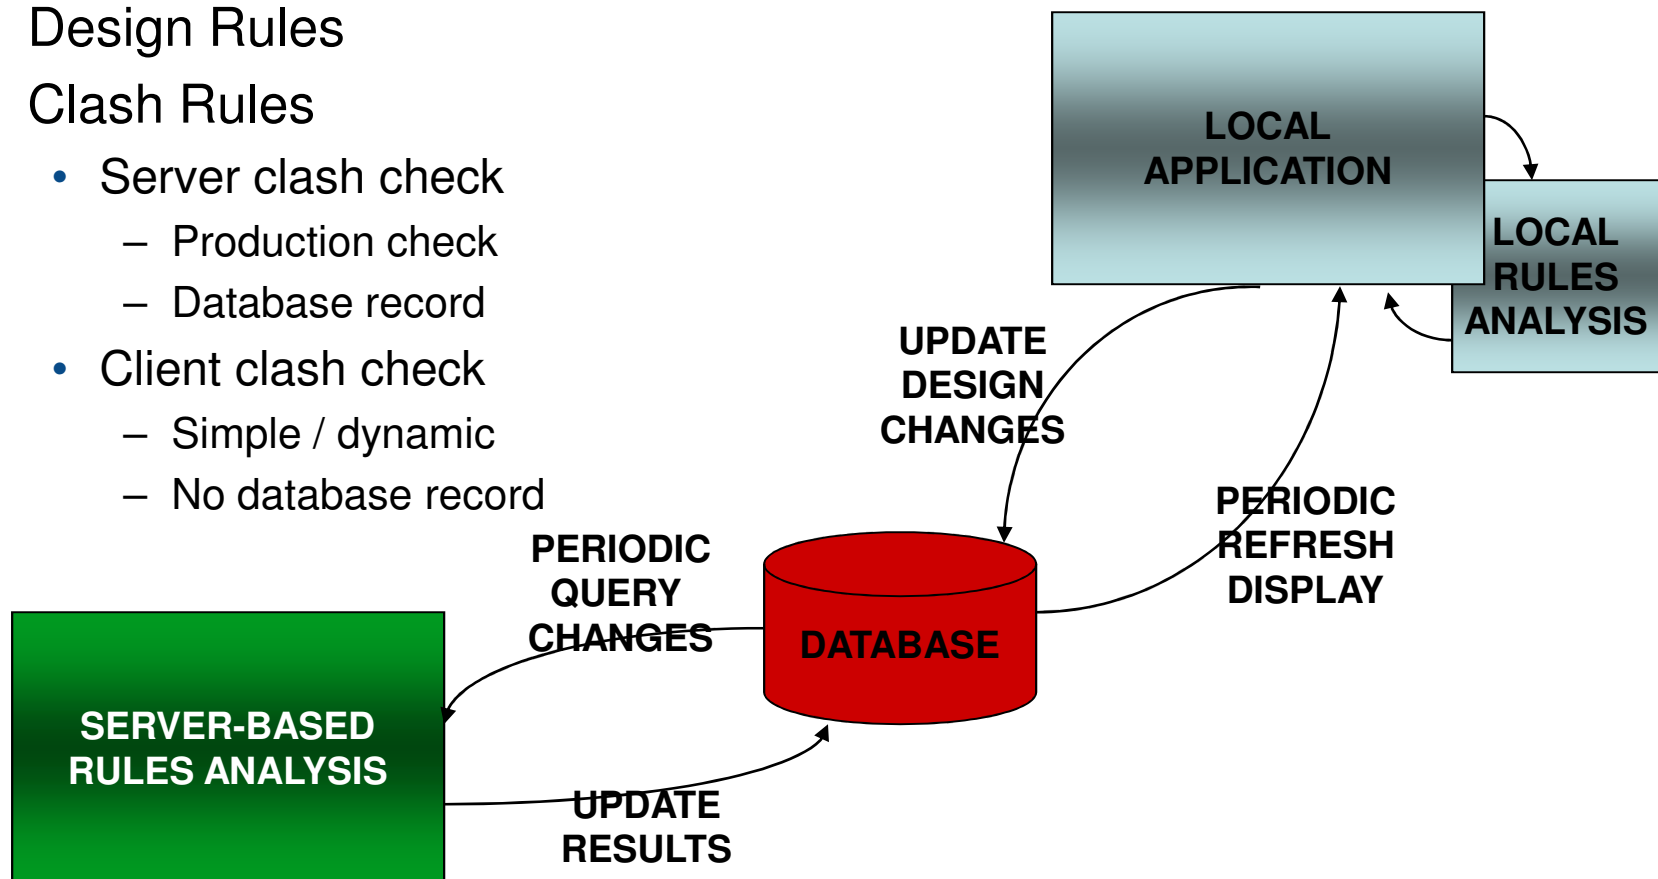 Design Rules
Clash Rules
• Server clash check
– Production check
– Database record
• Client clash check
– Simple / dynamic
– No database record
LOCAL
APPLICATION
LOCAL
RULES
ANALYSIS
UPDATE
DESIGN
CHANGES
PERIODIC
REFRESH
DISPLAY
PERIODIC
QUERY
CHANGES
DATABASE
SERVER-BASED
RULES ANALYSIS
UPDATE
RESULTS